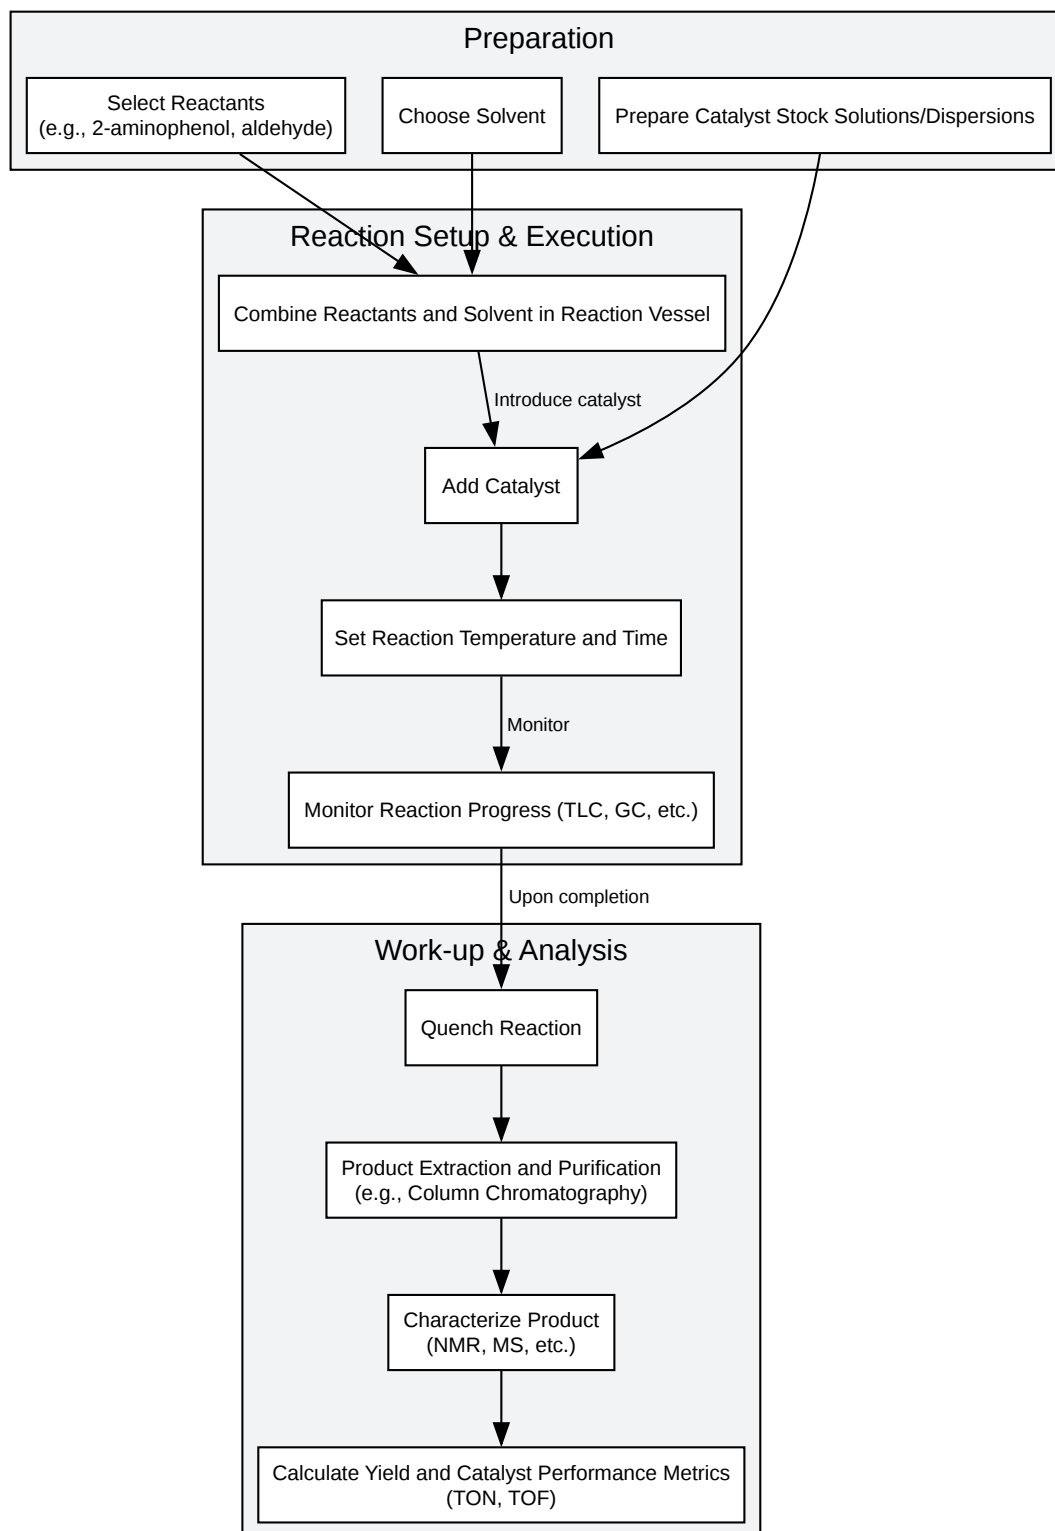 Preparation
Select Reactants
(e.g., 2-aminophenol, aldehyde)
Choose Solvent
Prepare Catalyst Stock Solutions/Dispersions
Reaction Setup & Execution
Combine Reactants and Solvent in Reaction Vessel
Introduce catalyst
Add Catalyst
Set Reaction Temperature and Time
Monitor
Monitor Reaction Progress (TLC, GC, etc.)
Upon completion
Work-up & Analysis
Quench Reaction
Product Extraction and Purification
(e.g., Column Chromatography)
Characterize Product
(NMR, MS, etc.)
Calculate Yield and Catalyst Performance Metrics
(TON, TOF)